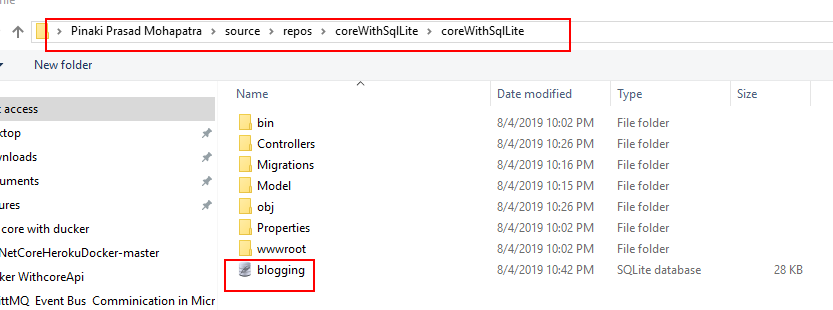 File
Pinaki Prasad Mohapatra > source > repos > coreWithSqlLite > coreWithSqlLite
New folder
Name Date modified Type Size
t access
ktop
wnloads
cuments
ures
core with ducker
NetCoreHerokuDocker-master
ker WithcoreApi
ittMQ Event Bus Comminication in Micr
bin 8/4/2019 10:02 PM File folder
Controllers 8/4/2019 10:26 PM File folder
Migrations 8/4/2019 10:16 PM File folder
Model 8/4/2019 10:15 PM File folder
obj 8/4/2019 10:26 PM File folder
Properties 8/4/2019 10:02 PM File folder
wwwroot 8/4/2019 10:02 PM File folder
blogging 8/4/2019 10:42 PM SQLite database 28 KB